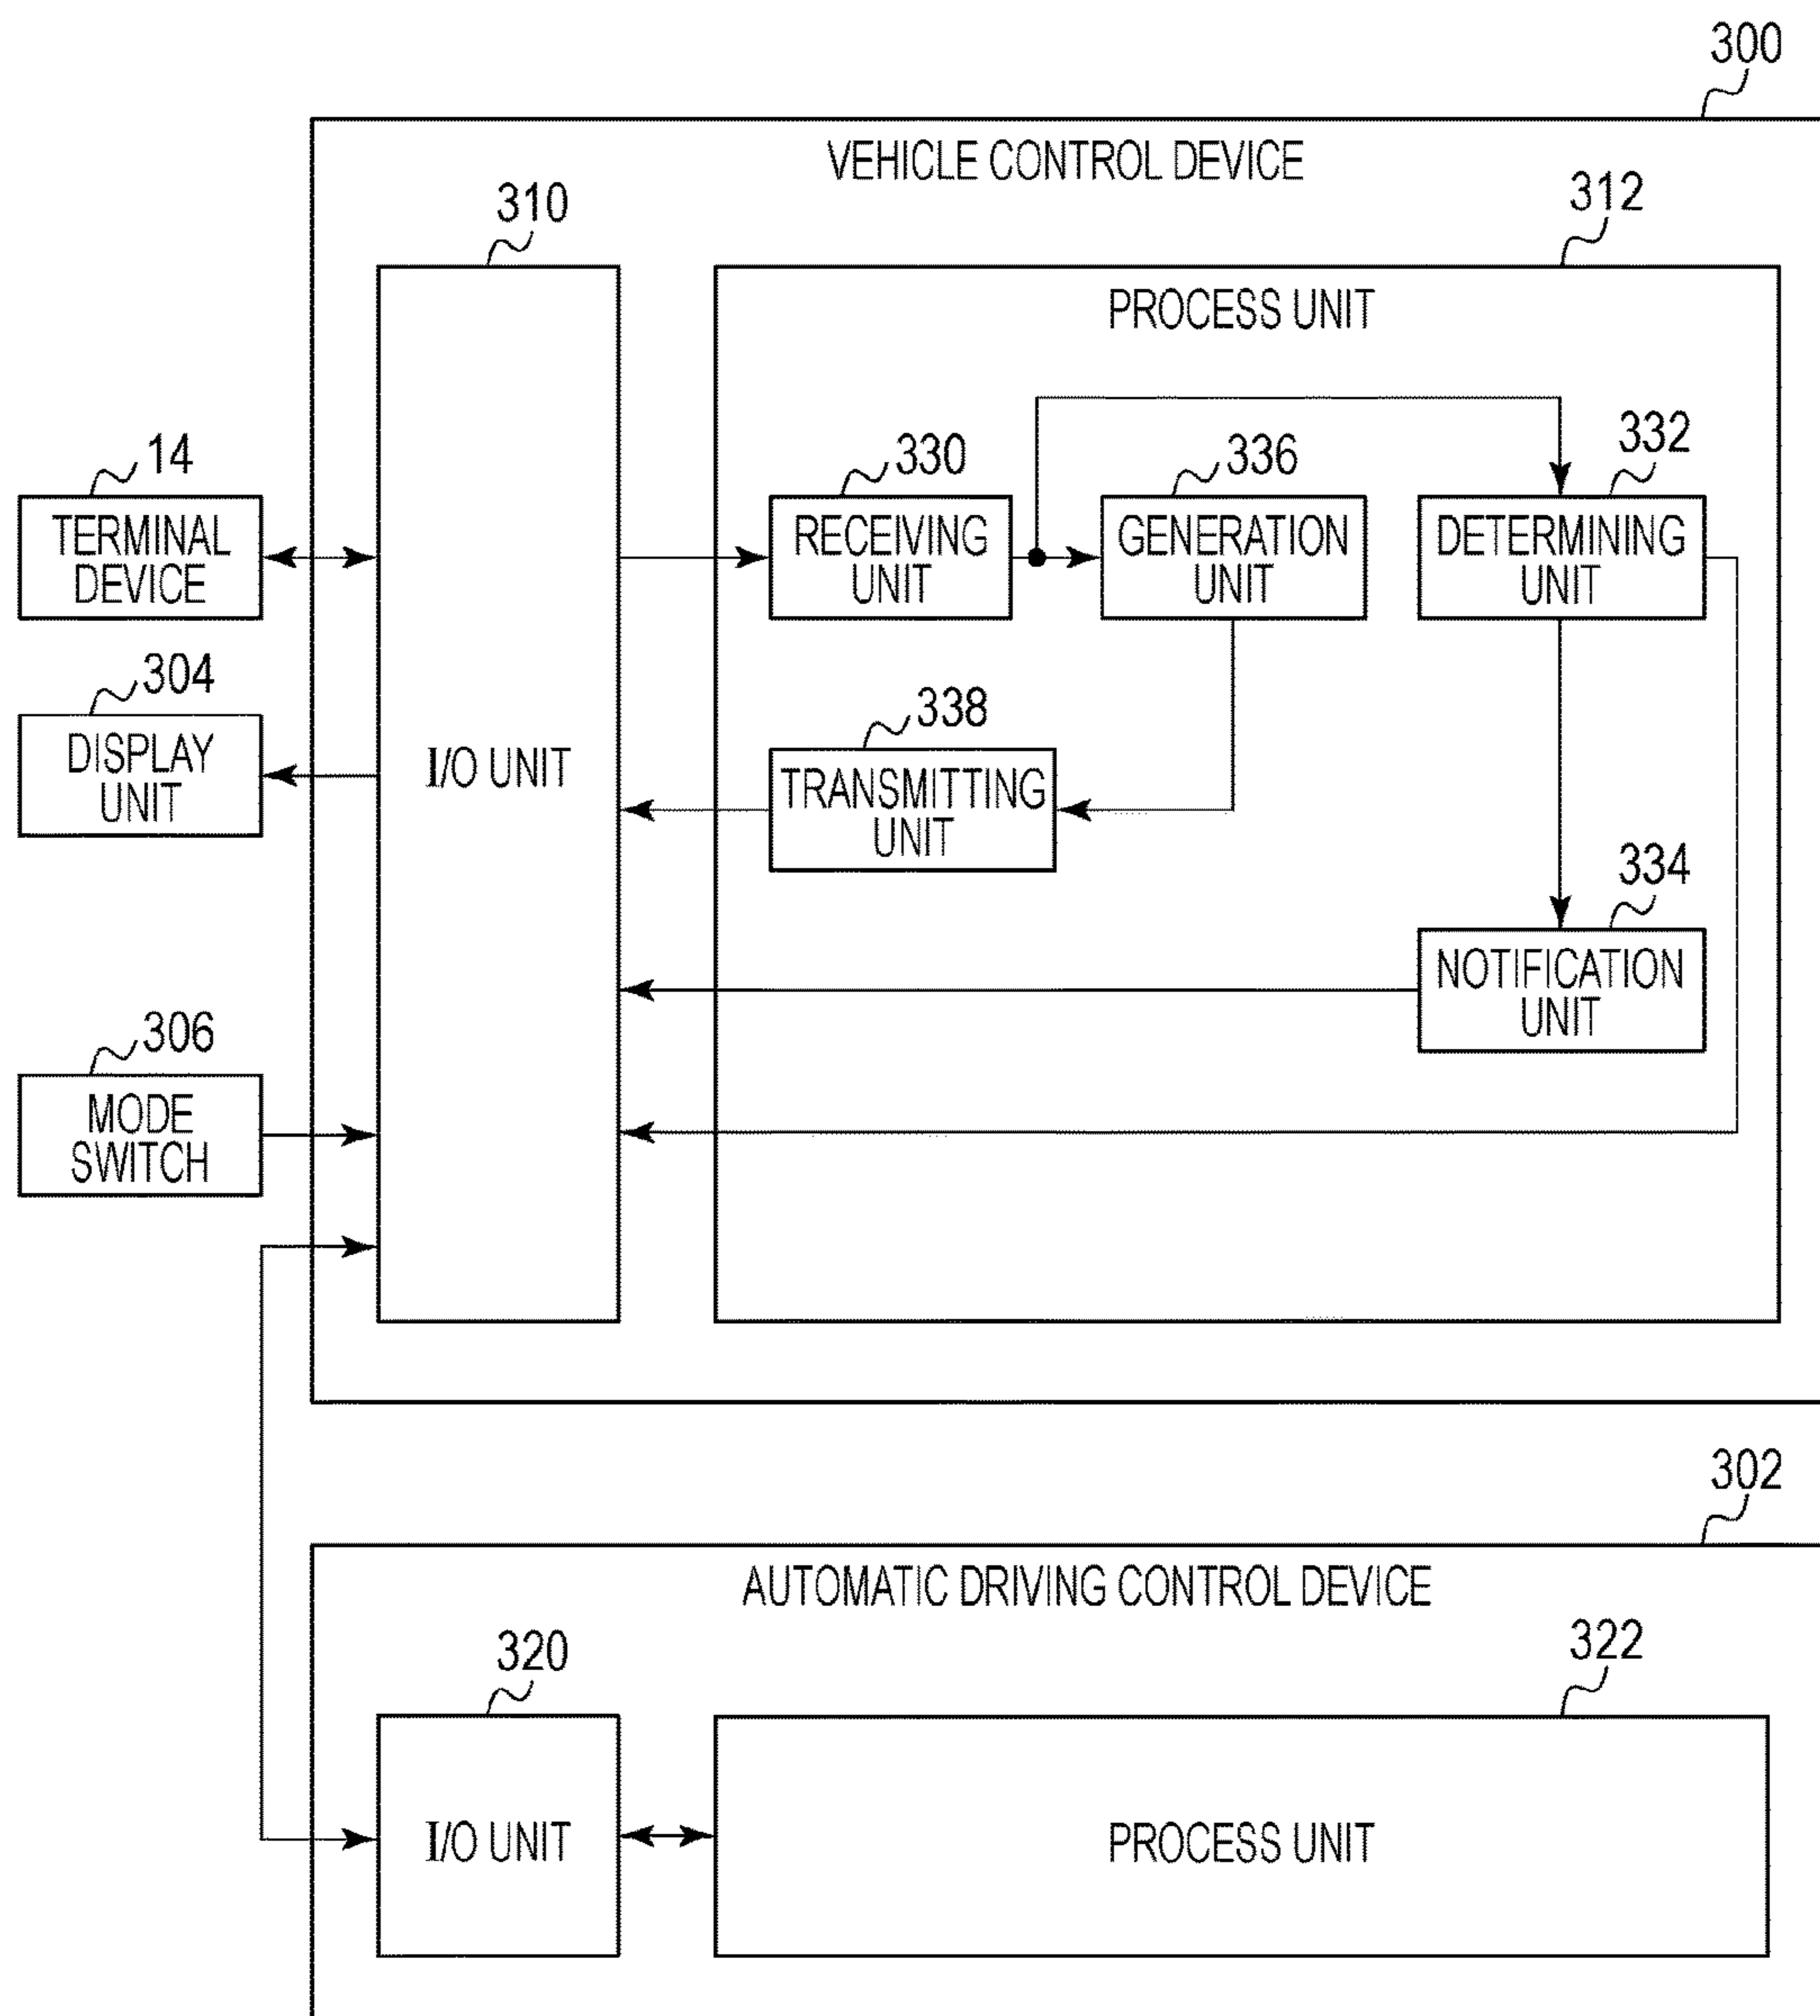 300
VEHICLE CONTROL DEVICE
310
312
PROCESS UNIT
14
330
336
332
TERMINAL
DEVICE
RECEIVING
UNIT
GENERATION
UNIT
DETERMINING
UNIT
304
DISPLAY
UNIT
I/O UNIT
338
TRANSMITTING
UNIT
334
NOTIFICATION
UNIT
306
MODE
SWITCH
302
AUTOMATIC DRIVING CONTROL DEVICE
320
322
I/O UNIT
PROCESS UNIT